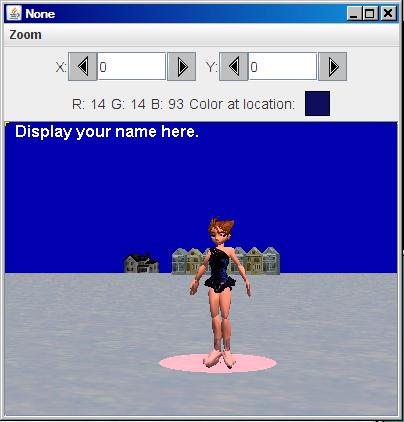 None
Zoom
X: 0 Y: 0
R: 14 G: 14 B: 93 Color at location:
Display your name here.